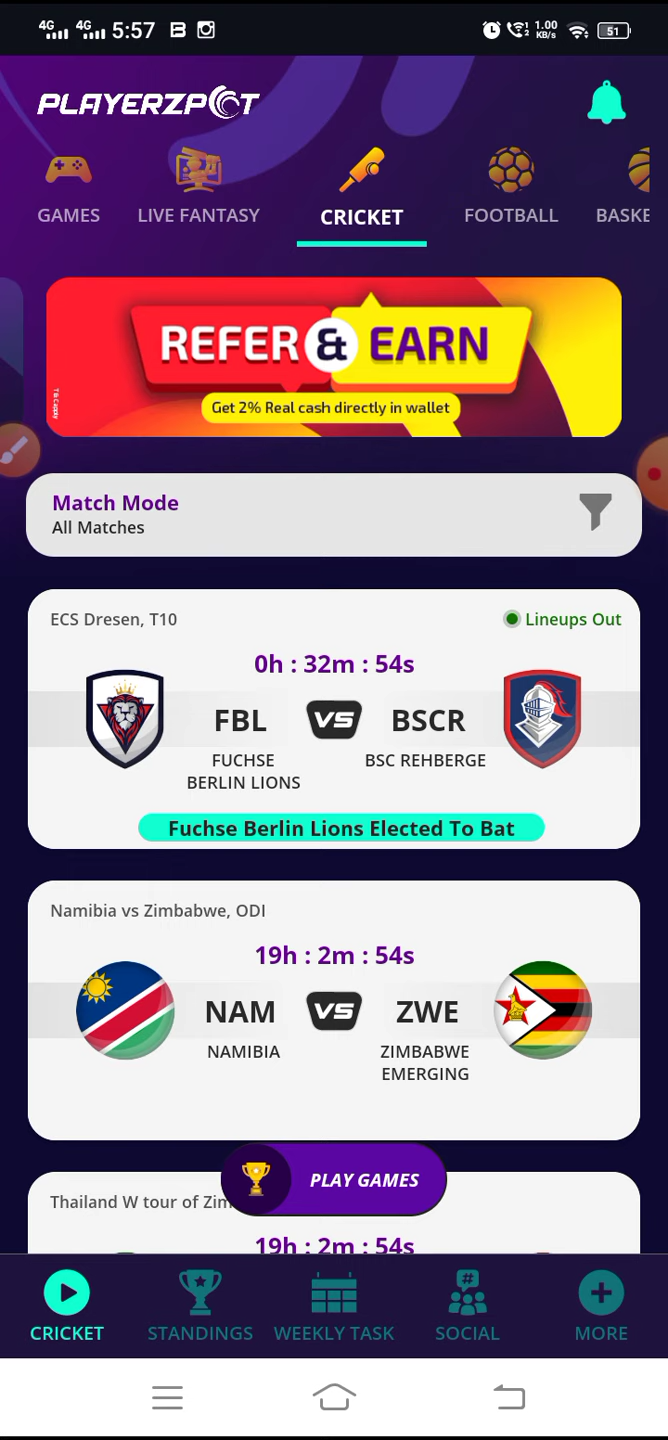 4G 4G 5:57 1.00 KB/s 51
PLAYERZPOT
GAMES LIVE FANTASY CRICKET FOOTBALL BASKE
REFER & EARN
Get 2% Real cash directly in wallet
Match Mode
All Matches
ECS Dresen, T10 Lineups Out
0h : 32m : 54s
FBL VS BSCR
FUCHSE BERLIN LIONS
BSC REHBERGE
Fuchse Berlin Lions Elected To Bat
Namibia vs Zimbabwe, ODI
19h : 2m : 54s
NAM VS ZWE
NAMIBIA
ZIMBABWE EMERGING
PLAY GAMES
Thailand W tour of Zim
19h : 2m : 54s
CRICKET STANDINGS WEEKLY TASK SOCIAL MORE